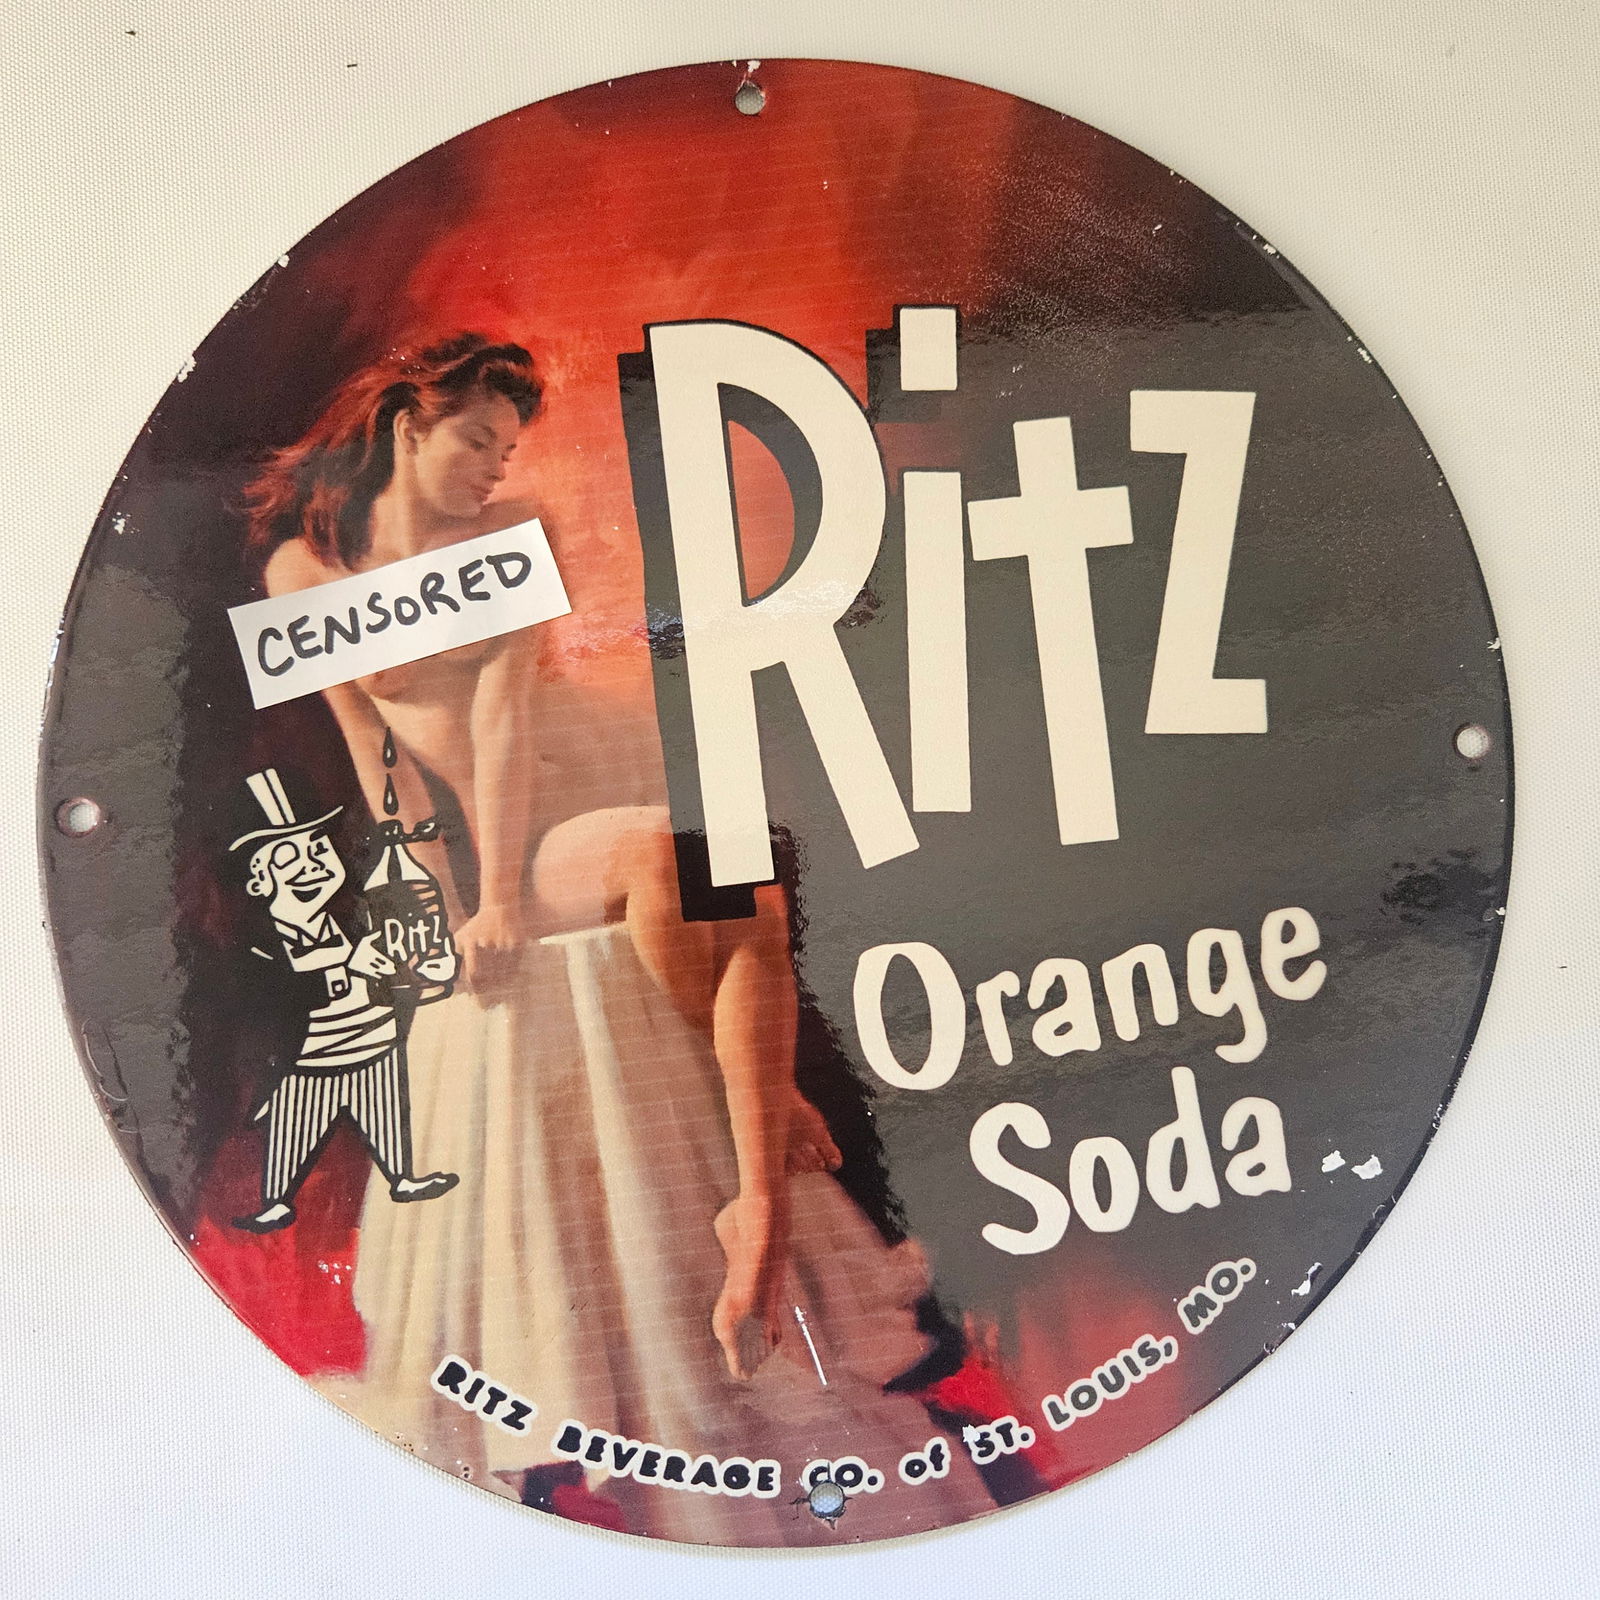 Ritz
CENSORED
Ritz
Orange
Soda
RITZ BEVERAGE CO. of ST. LOUIS, MO.